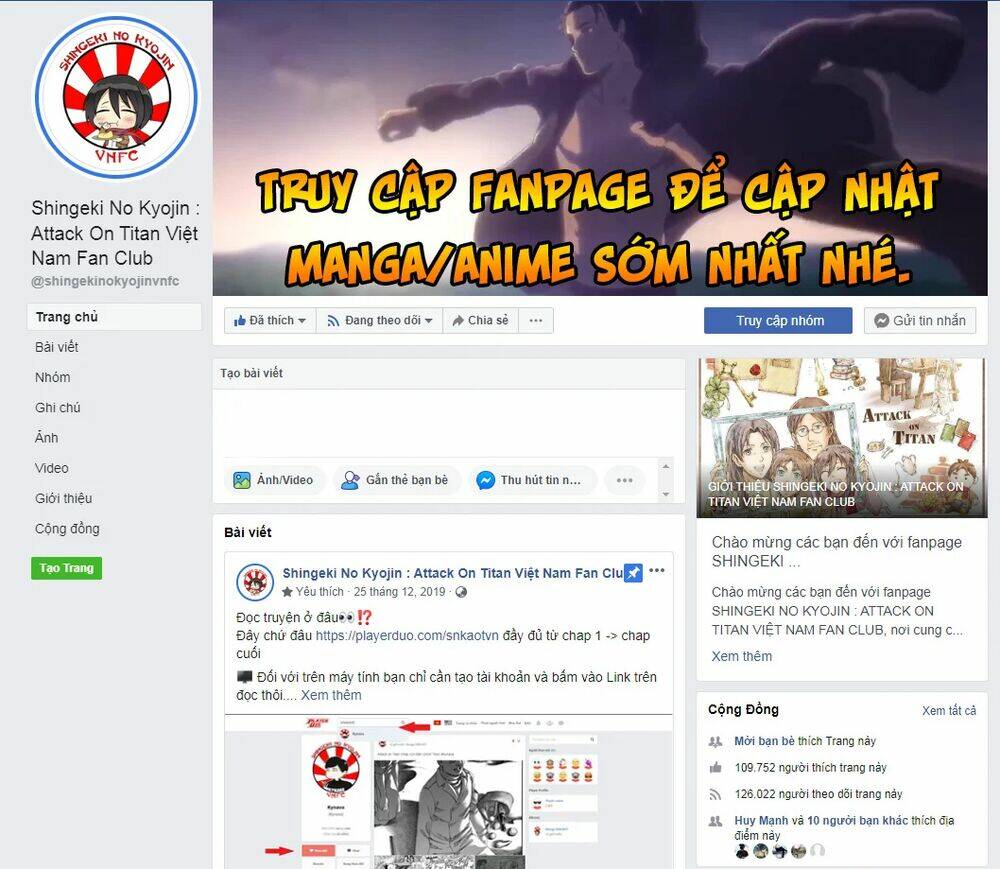 SHINGEKI NO KYOJIN
VNFC
Shingeki No Kyojin :
Attack On Titan Việt
Nam Fan Club
@shingekinokyojinvnfc
Trang chủ
Bài viết
Nhóm
Ghi chú
Ảnh
Video
Giới thiệu
Cộng đồng
Tạo Trang
TRUY CẬP FANPAGE ĐỂ CẬP NHẬT
MANGA/ANIME SỚM NHẤT NHÉ.
Đã thích
Đang theo dõi
Chia sẻ
Truy cập nhóm
Gửi tin nhắn
Tạo bài viết
Ảnh/Video
Gắn thẻ bạn bè
Thu hút tin n...
Bài viết
Shingeki No Kyojin : Attack On Titan Việt Nam Fan Clu
Yêu thích · 25 tháng 12, 2019 ·
Đọc truyện ở đâu👀⁉️
Đây chứ đâu https://playerduo.com/snkaotvn đầy đủ từ chap 1 -> chap
cuối
🖥️ Đối với trên máy tính bạn chỉ cần tạo tài khoản và bấm vào Link trên
đọc thôi.... Xem thêm
SHINGEKI NO KYOJIN
VNFC
ATTACK
ON
TITAN
GIỚI THIỆU SHINGEKI NO KYOJIN : ATTACK ON
TITAN VIỆT NAM FAN CLUB
Chào mừng các bạn đến với fanpage
SHINGEKI ...
Chào mừng các bạn đến với fanpage
SHINGEKI NO KYOJIN : ATTACK ON
TITAN VIỆT NAM FAN CLUB, nơi cung c...
Xem thêm
Cộng Đồng
Xem tất cả
Mời bạn bè thích Trang này
109.752 người thích trang này
126.022 người theo dõi trang này
Huy Mạnh và 10 người bạn khác thích địa
điểm này